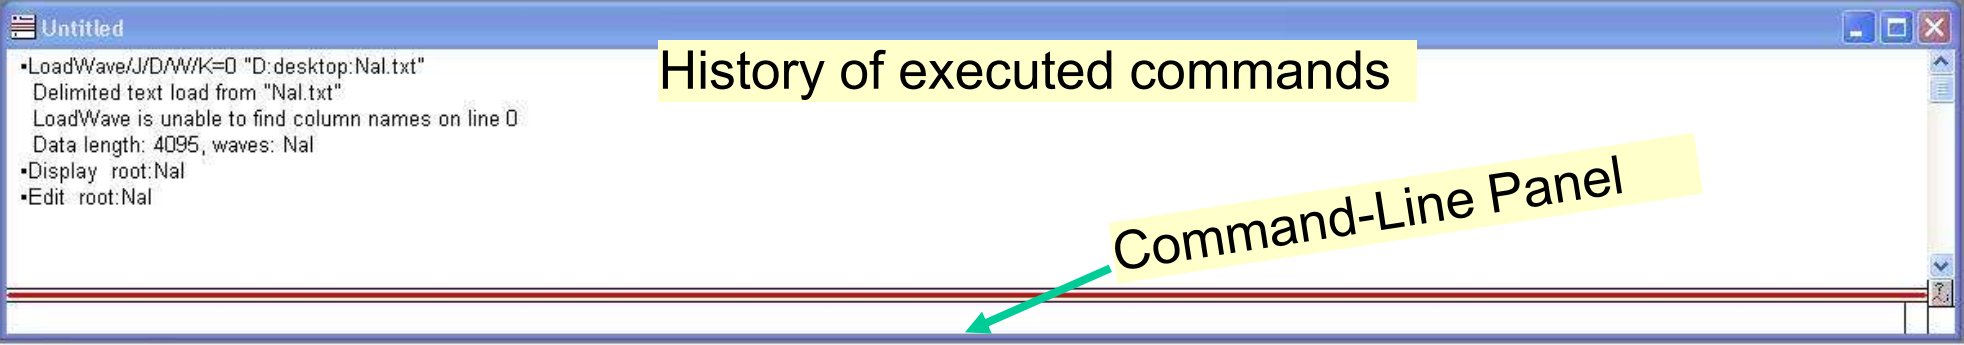 Untitled
History of executed commands
▪LoadWave/J/D/W/K=0 "D:desktop:NaI.txt"
Delimited text load from "NaI.txt"
LoadWave is unable to find column names on line 0
Data length: 4095, waves: NaI
▪Display root:NaI
▪Edit root:NaI
Command-Line Panel
?